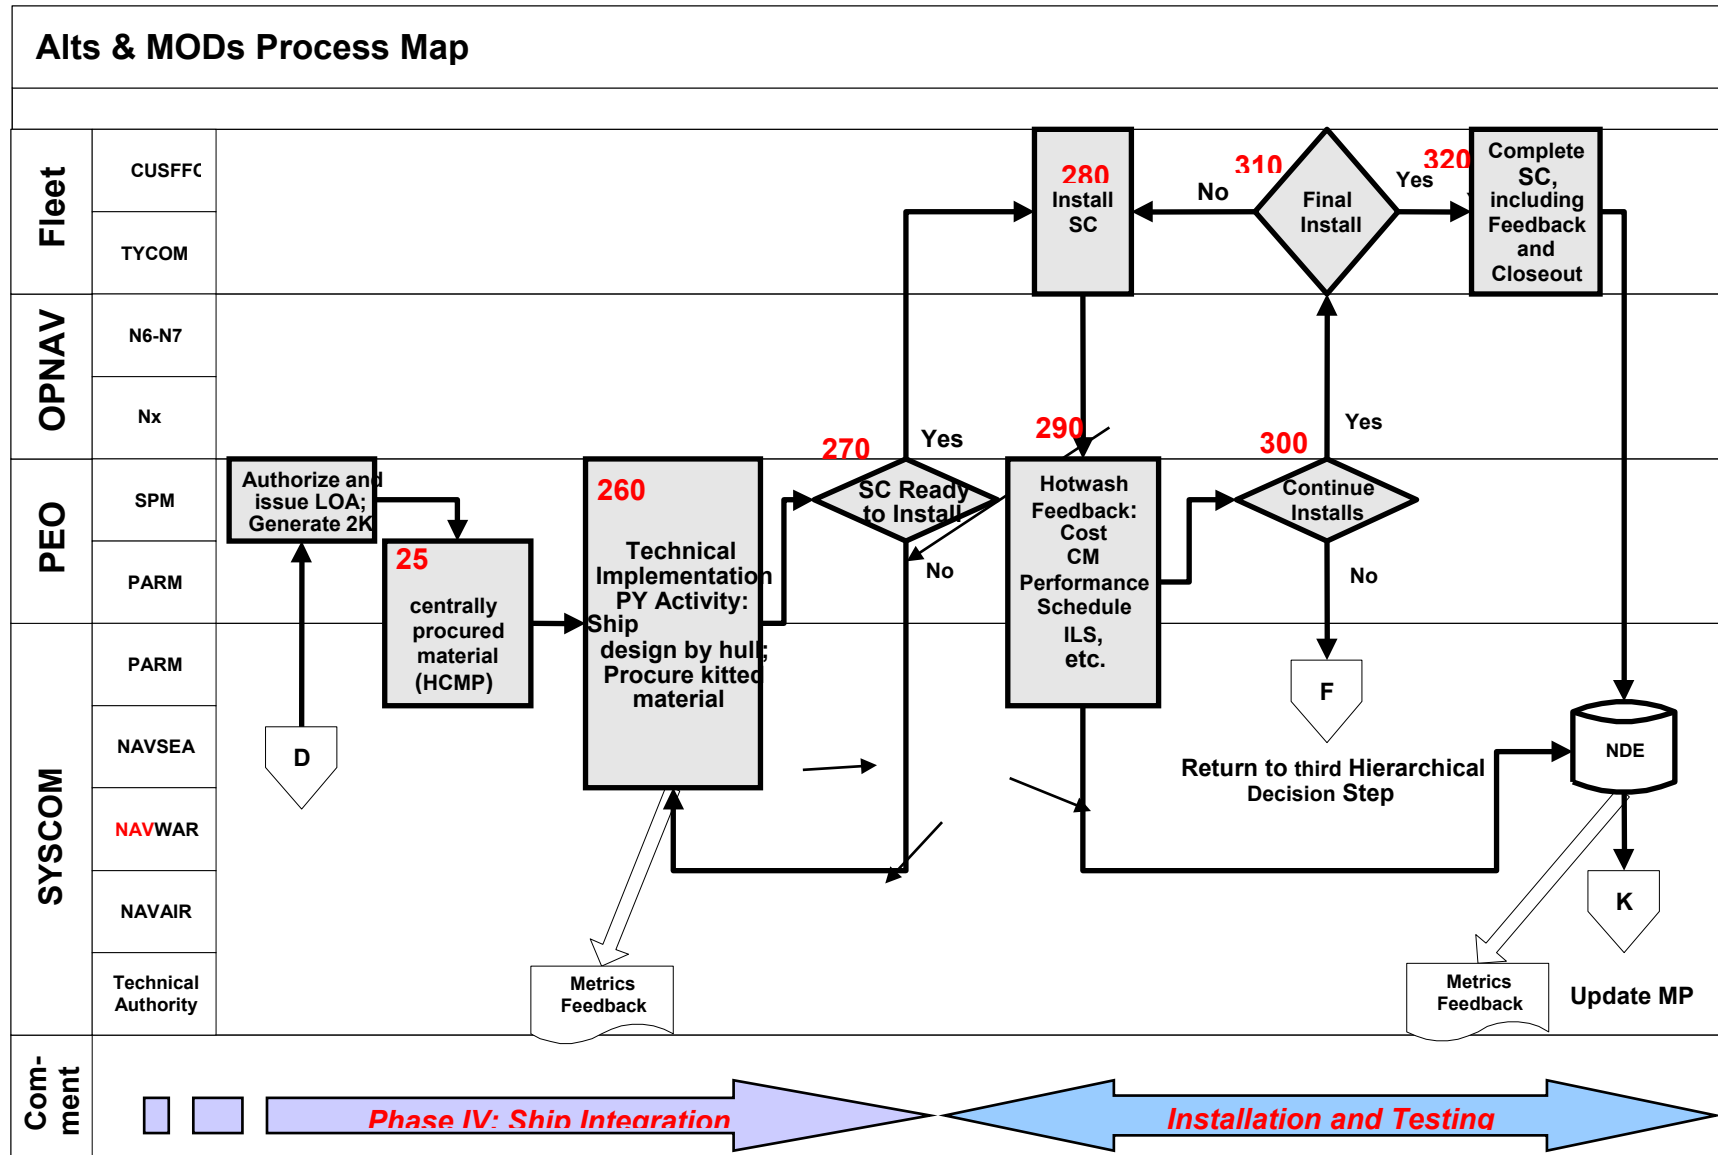 Alts & MODs Process Map
Fleet
CUSFFC
TYCOM
OPNAV
N6-N7
Nx
PEO
SPM
PARM
SYSCOM
PARM
NAVSEA
NAVWAR
NAVAIR
Technical
Authority
Com-
ment
Authorize and
issue LOA;
Generate 2K
D
25
centrally
procured
material
(HCMP)
260
Technical
Implementation
PY Activity:
Ship
design by hull;
Procure kitted
material
Metrics
Feedback
270
SC Ready
to Install
Yes
No
280
Install
SC
290
Hotwash
Feedback:
Cost
CM
Performance
Schedule
ILS,
etc.
300
Continue
Installs
Yes
No
F
Return to third Hierarchical
Decision Step
310
Final
Install
No
Yes
320
Complete
SC,
including
Feedback
and
Closeout
NDE
K
Update MP
Metrics
Feedback
Phase IV: Ship Integration
Installation and Testing